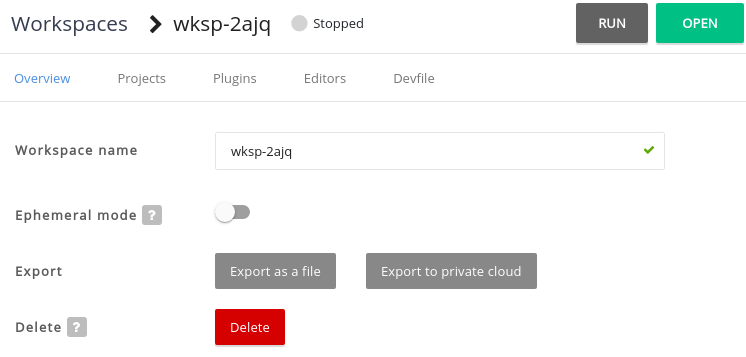 Workspaces wksp-2ajq Stopped RUN OPEN
Overview Projects Plugins Editors Devfile
Workspace name wksp-2ajq
Ephemeral mode ?
Export Export as a file Export to private cloud
Delete ? Delete